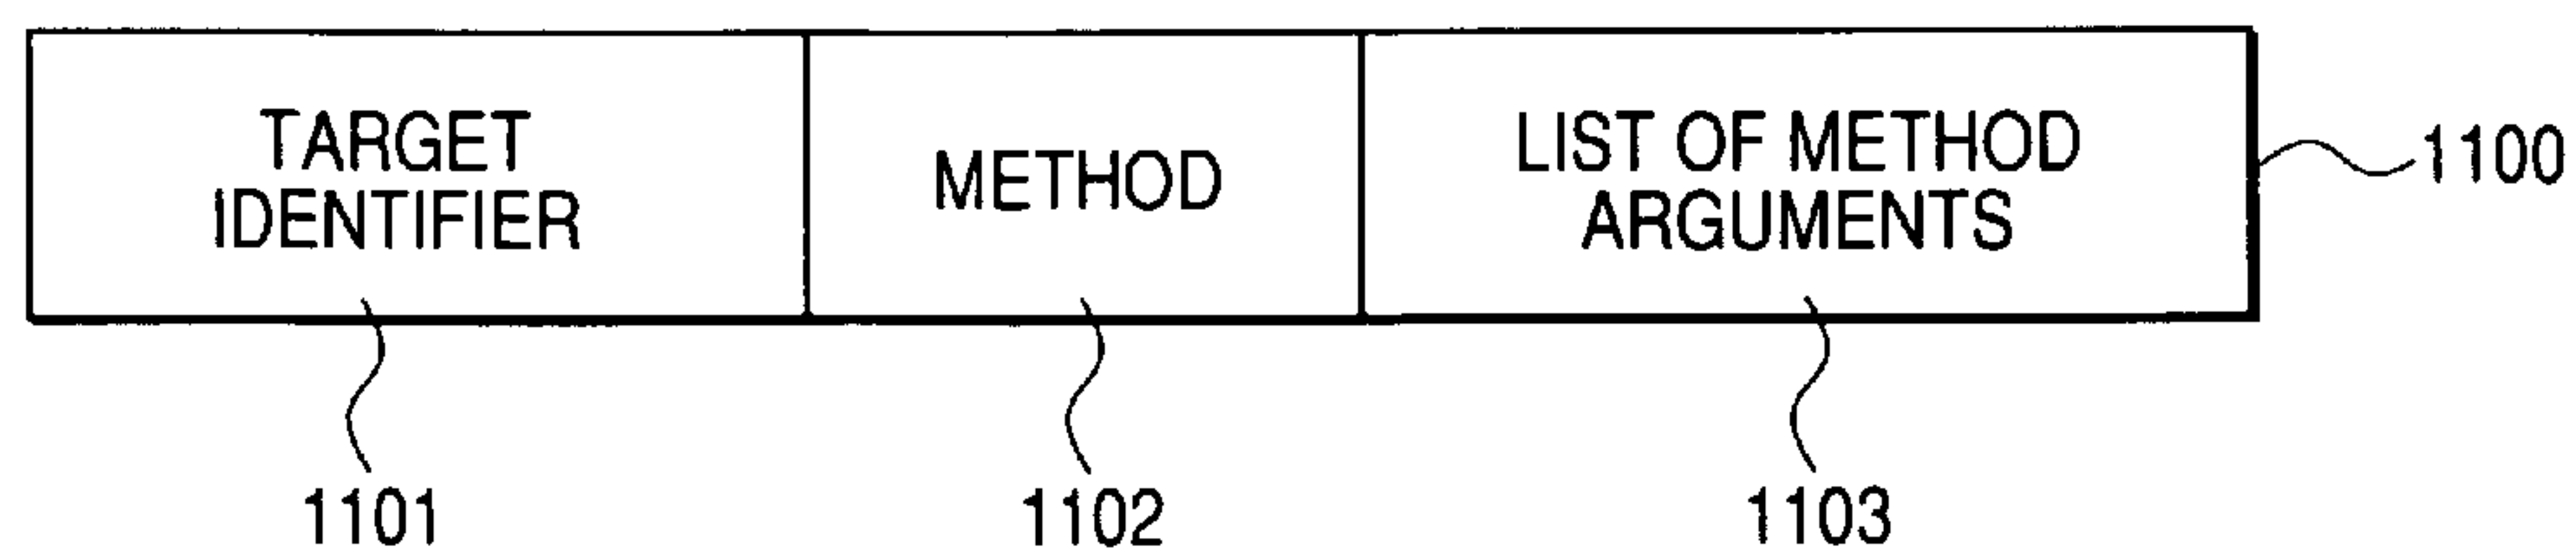 TARGET
IDENTIFIER
METHOD
LIST OF METHOD
ARGUMENTS
1100
1101
1102
1103